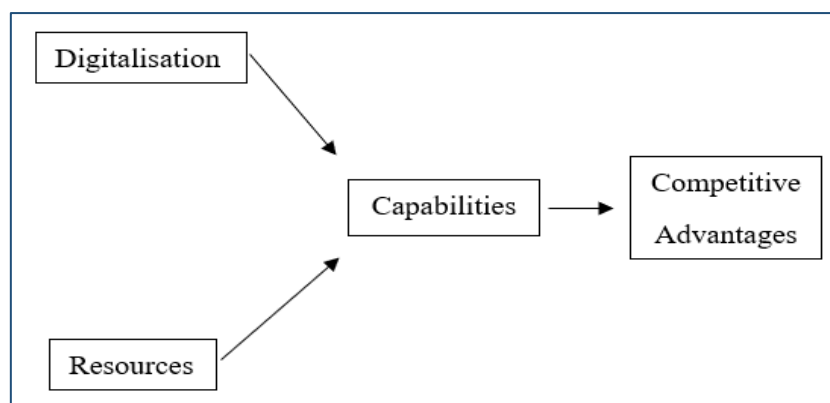 Digitalisation
Capabilities
Competitive
Advantages
Resources